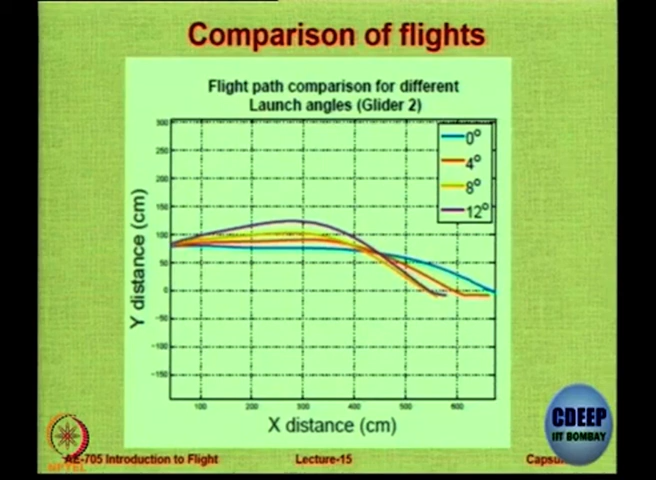 Comparison of flights
Flight path comparison for different
Launch angles (Glider 2)
300
250
200
150
100
50
0
-50
-100
-150
Y distance (cm)
0°
4°
8°
12°
100
200
300
400
500
600
X distance (cm)
CDEEP
IIT BOMBAY
NPTEL
AE-705 Introduction to Flight
Lecture-15